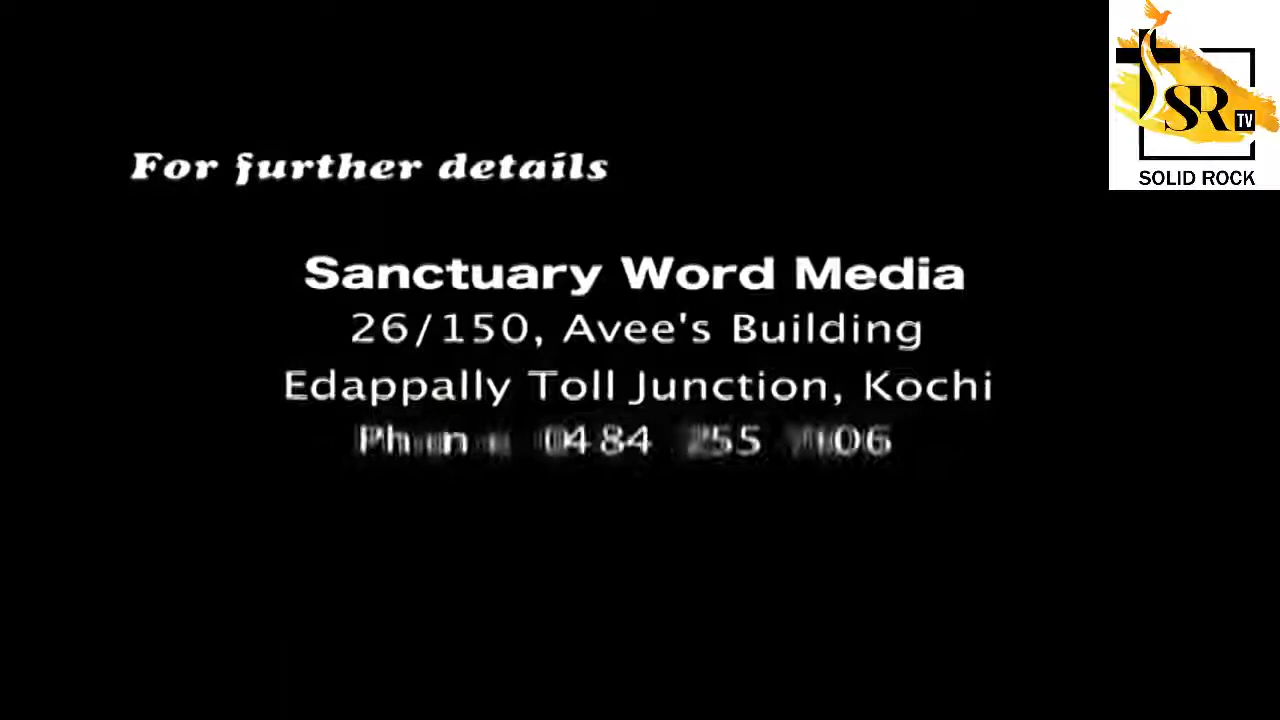 SR TV
SOLID ROCK
For further details
Sanctuary Word Media
26/150, Avee's Building
Edappally Toll Junction, Kochi
0484 255